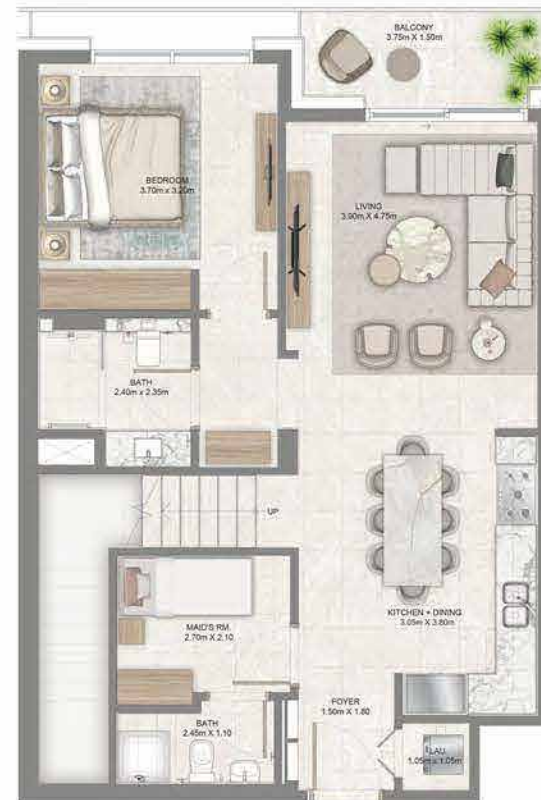 BALCONY
3.75m X 1.50m
BEDROOM
3.70m x 3.20m
LIVING
3.90m X 4.75m
BATH
2.40m x 2.35m
UP
KITCHEN + DINING
3.05m X 3.80m
MAID'S RM.
2.70m X 2.10
FOYER
1.50m X 1.80
BATH
2.45m X 1.10
LAU.
1.05m x 1.05m